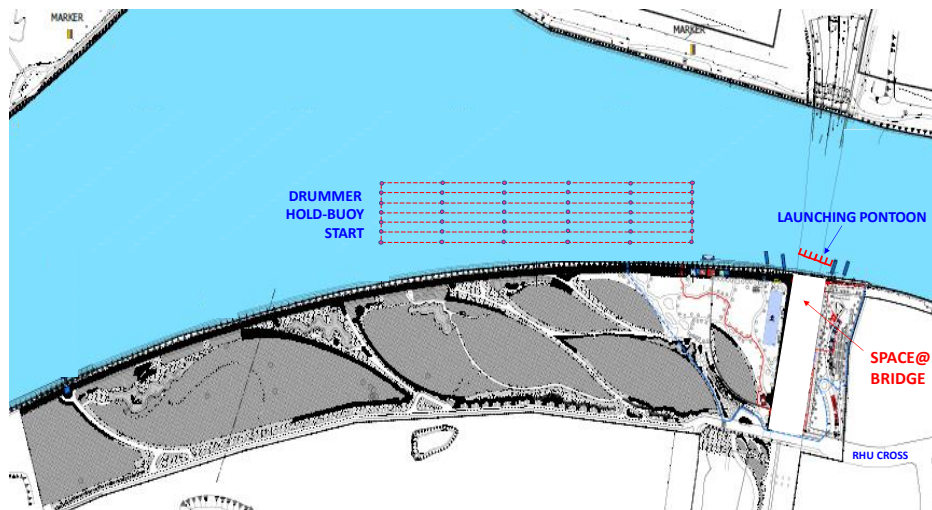 MARKER
MARKER
DRUMMER
HOLD-BUOY
START
LAUNCHING PONTOON
SPACE@
BRIDGE
RHU CROSS